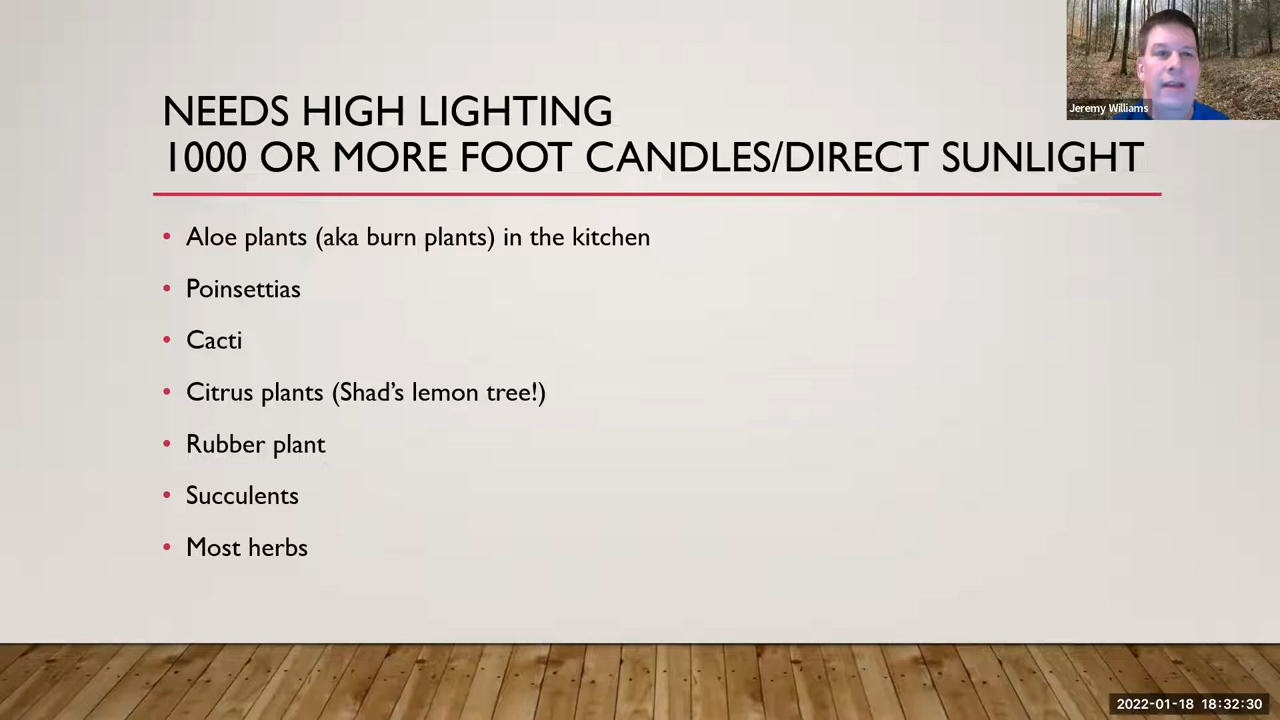 NEEDS HIGH LIGHTING
1000 OR MORE FOOT CANDLES/DIRECT SUNLIGHT
Jeremy Williams
• Aloe plants (aka burn plants) in the kitchen
• Poinsettias
• Cacti
• Citrus plants (Shad’s lemon tree!)
• Rubber plant
• Succulents
• Most herbs
2022-01-18 18:32:30